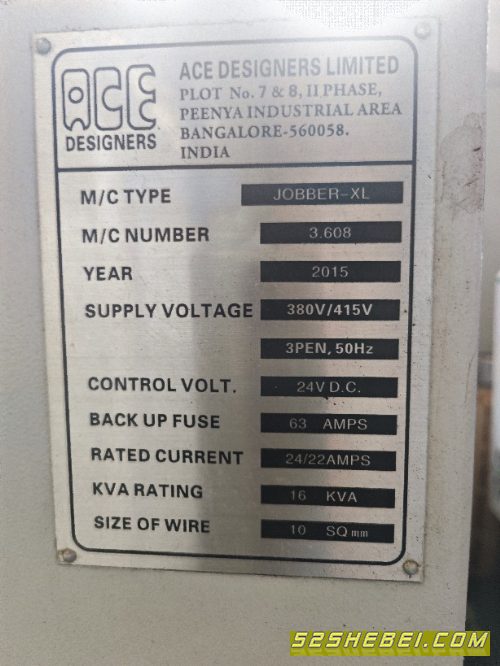 ACE
DESIGNERS
ACE DESIGNERS LIMITED
PLOT No. 7 & 8, II PHASE,
PEENYA INDUSTRIAL AREA
BANGALORE-560058.
INDIA
M/C TYPE JOBBER-XL
M/C NUMBER 3.608
YEAR 2015
SUPPLY VOLTAGE 380V/415V
3PEN, 50Hz
CONTROL VOLT. 24V D.C.
BACK UP FUSE 63 AMPS
RATED CURRENT 24/22AMPS
KVA RATING 16 KVA
SIZE OF WIRE 10 SQ mm
52SHEBEI.COM